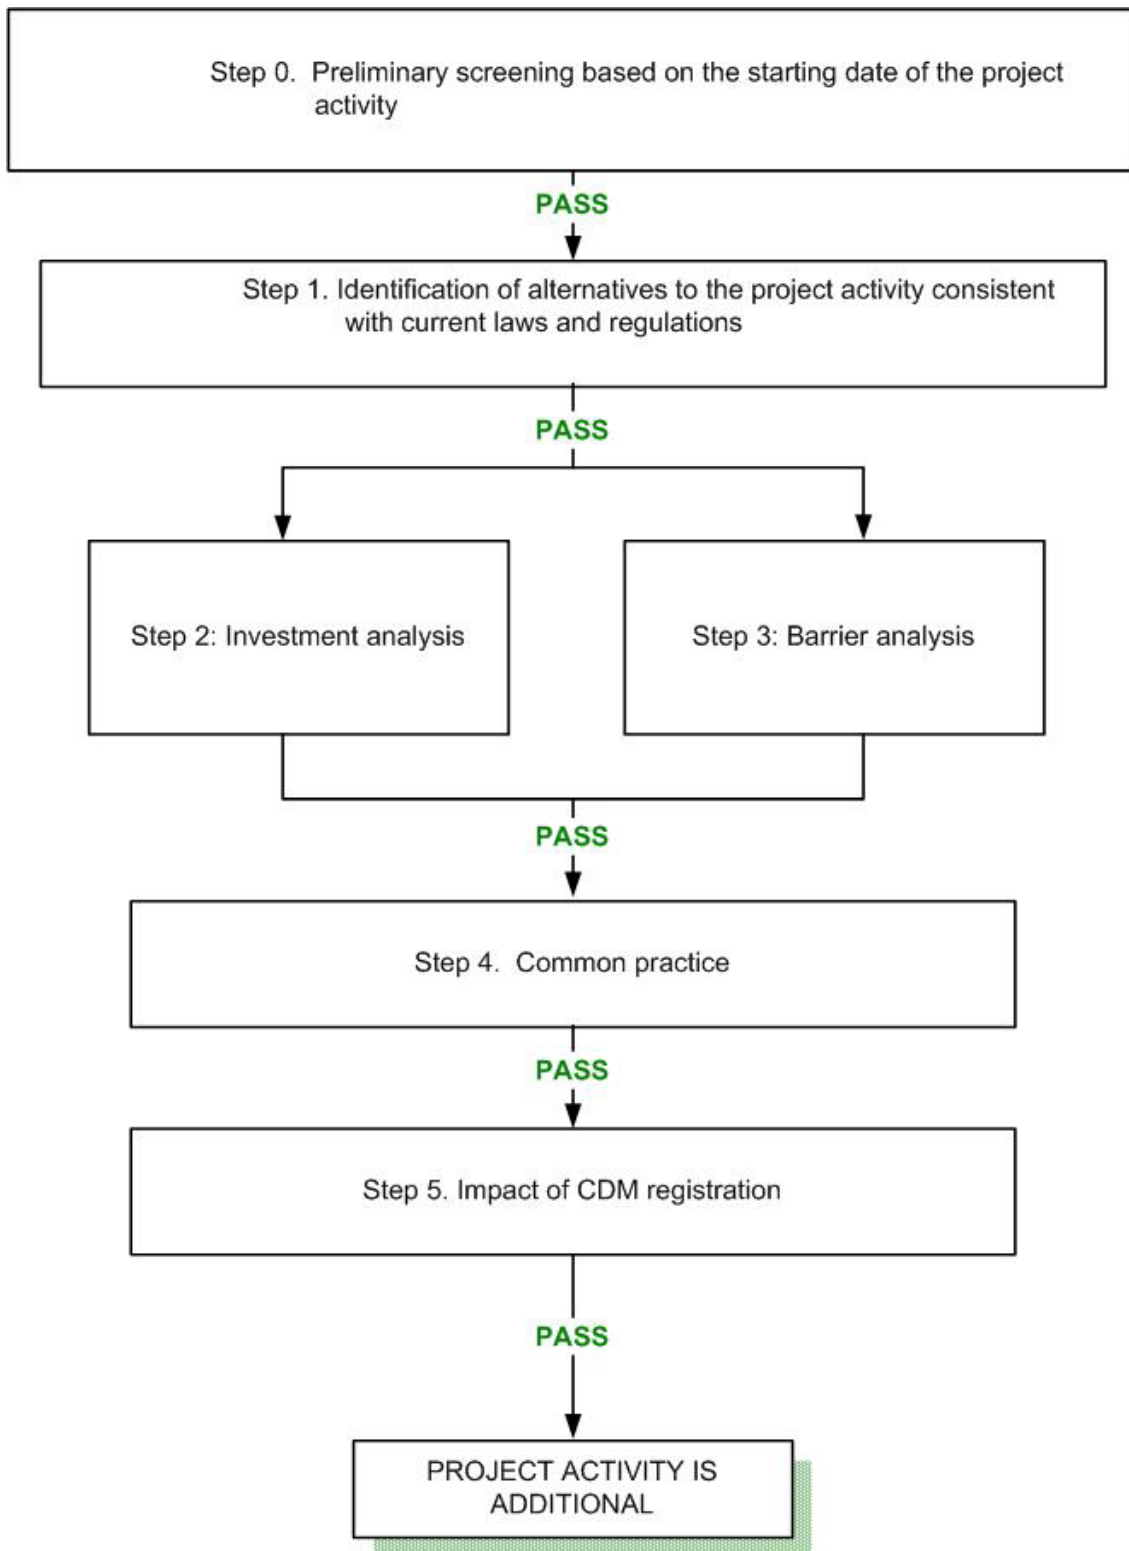 Step 0.  Preliminary screening based on the starting date of the project
activity
PASS
Step 1. Identification of alternatives to the project activity consistent
with current laws and regulations
PASS
Step 2: Investment analysis
Step 3: Barrier analysis
PASS
Step 4.  Common practice
PASS
Step 5. Impact of CDM registration
PASS
PROJECT ACTIVITY IS
ADDITIONAL